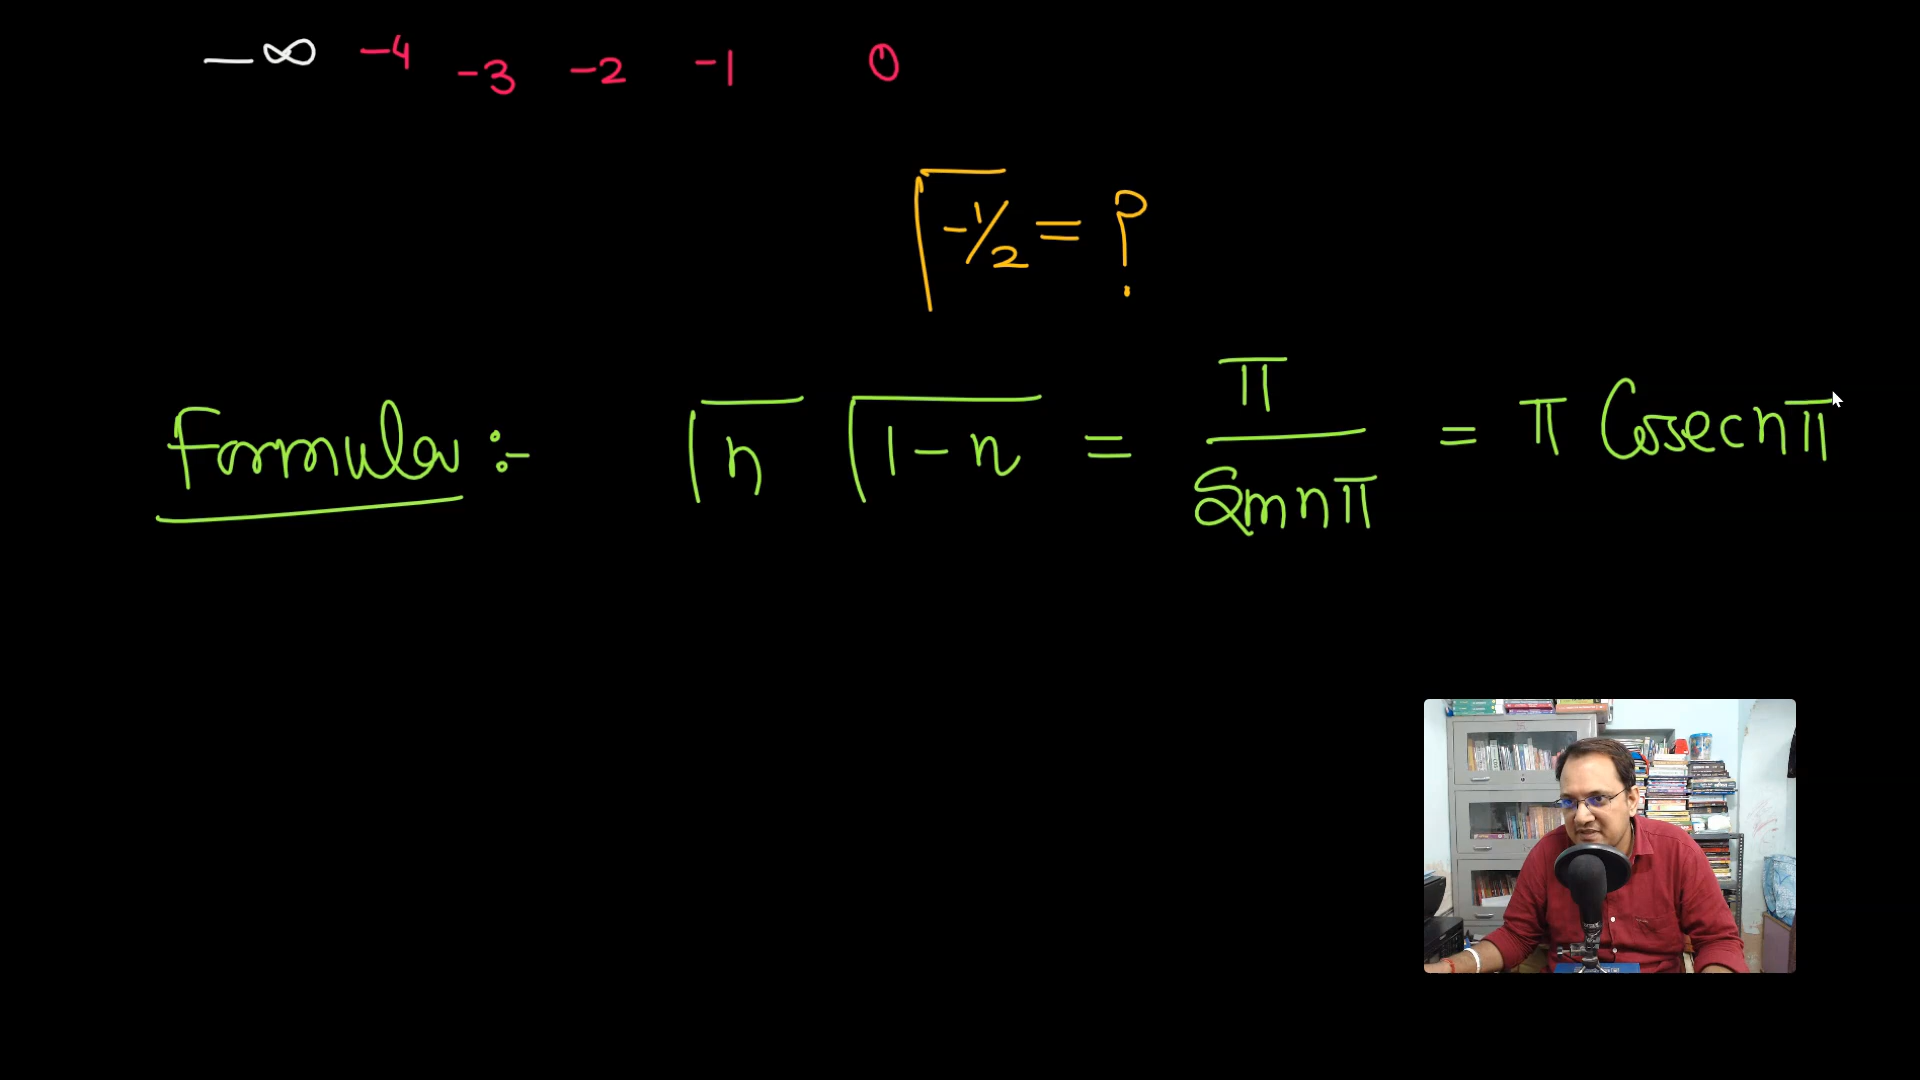 -∞ -4 -3 -2 -1 0
Γ-1/2 = ?
Formula :- Γn Γ1-n = π/Sin nπ = π Cosec nπ